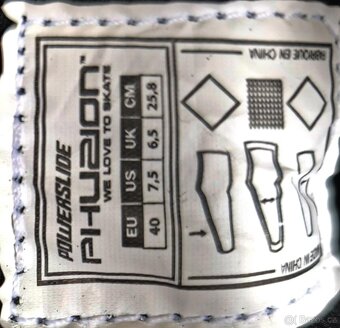 POWERSLIDE
PHUZION™
WE LOVE TO SKATE
EU US UK CM
40 7,5 6,5 25,8
FABRIQUE EN CHINA
MADE IN CHINA